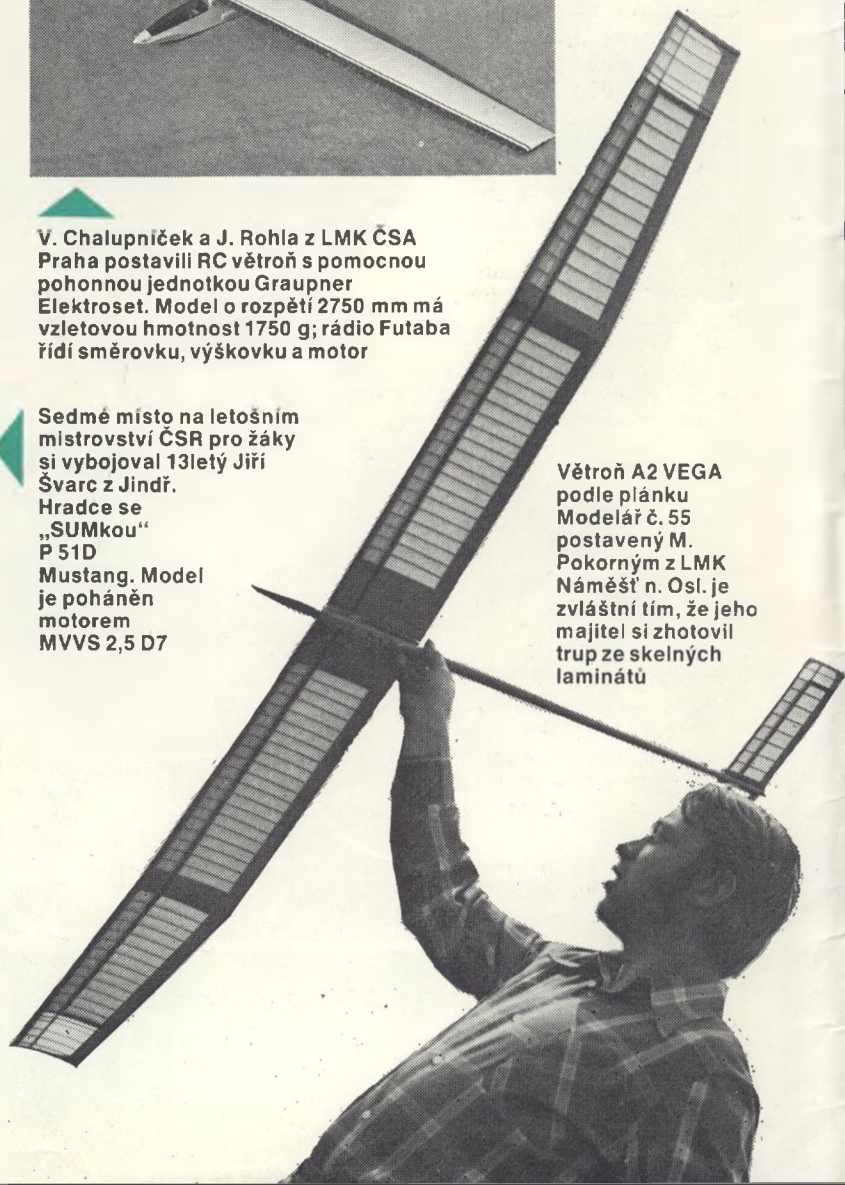 V. Chalupníček a J. Rohla z LMK ČSA
Praha postavili RC větroň s pomocnou
pohonnou jednotkou Graupner
Elektroset. Model o rozpětí 2750 mm má
vzletovou hmotnost 1750 g; rádio Futaba
řídí směrovku, výškovku a motor
Sedmé místo na letošním
mistrovství ČSR pro žáky
si vybojoval 13letý Jiří
Švarc z Jindř.
Hradce se
„SUMkou“
P 51D
Mustang. Model
je poháněn
motorem
MVVS 2,5 D7
Větroň A2 VEGA
podle plánku
Modelář č. 55
postavený M.
Pokorným z LMK
Náměšť n. Osl. je
zvláštní tím, že jeho
majitel si zhotovil
trup ze skelných
laminátů